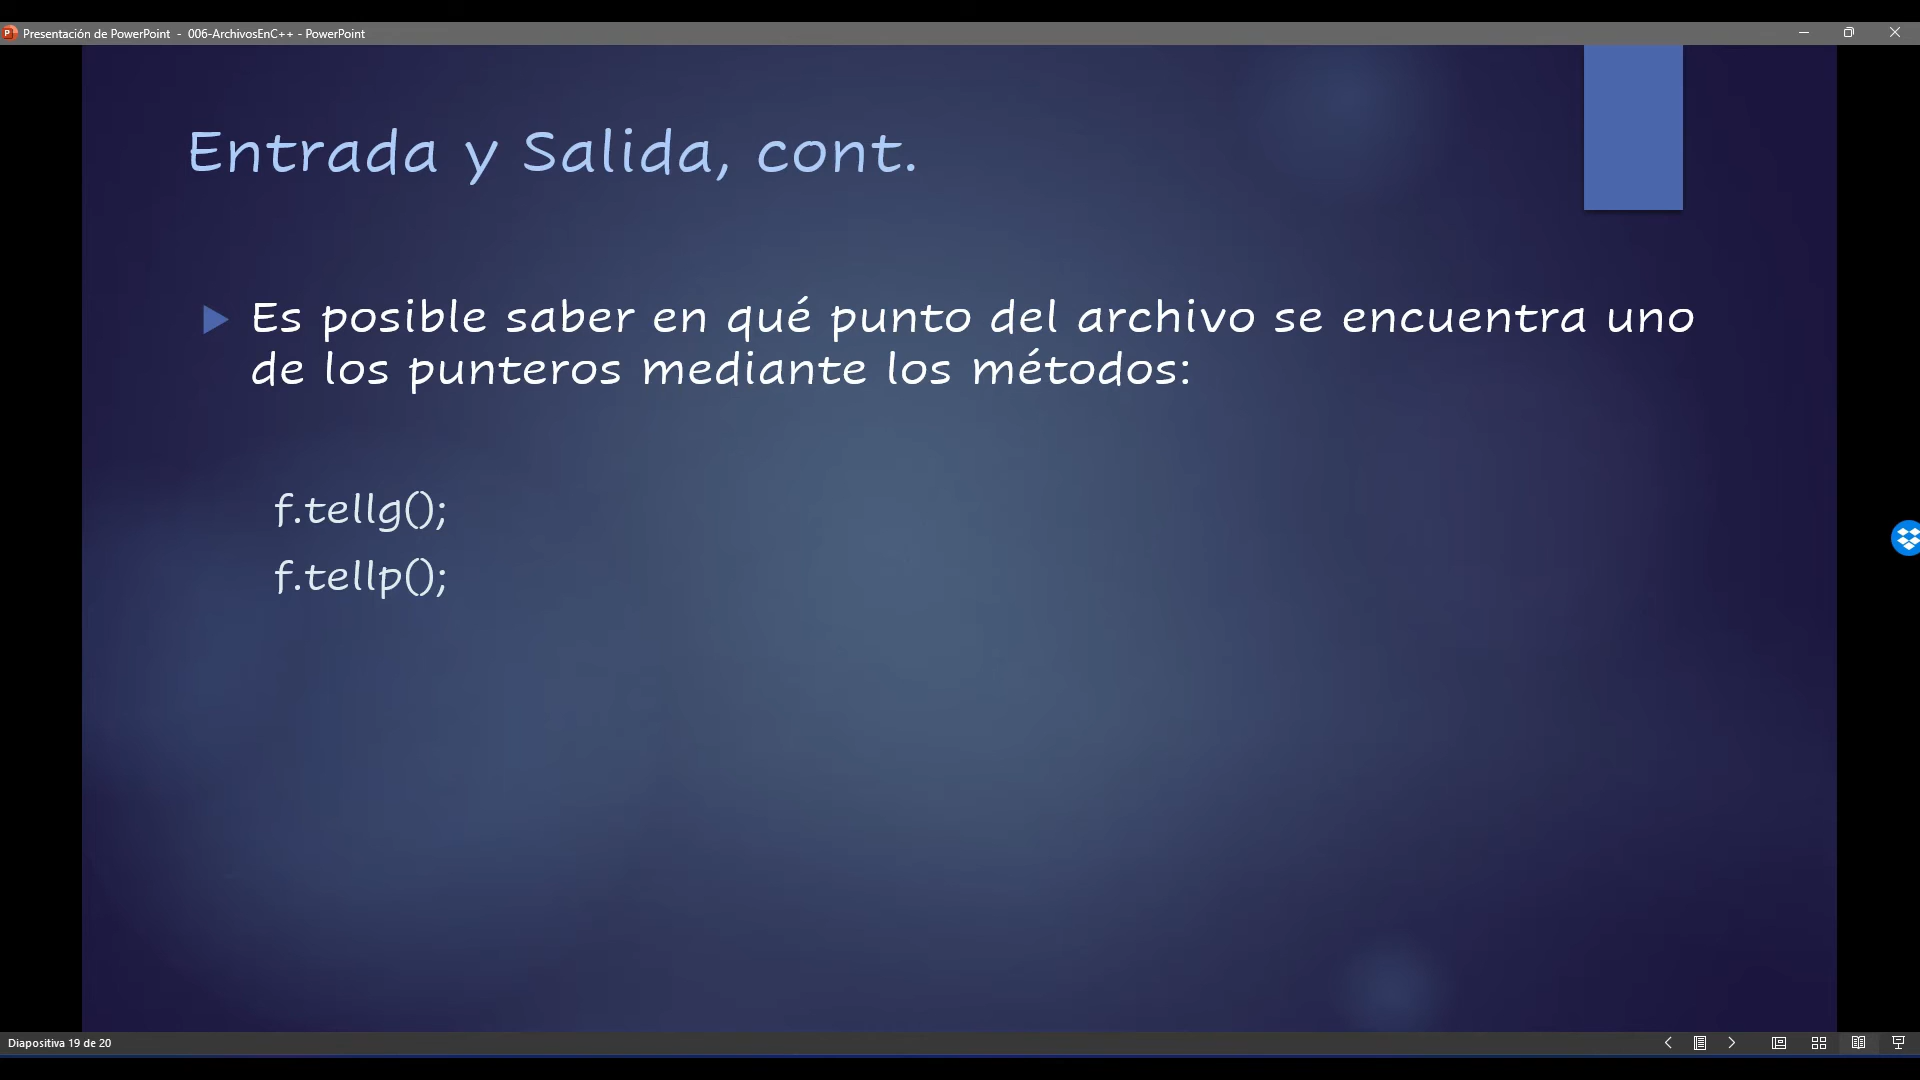 Presentación de PowerPoint - 006-ArchivosEnC++ - PowerPoint
Entrada y Salida, cont.
Es posible saber en qué punto del archivo se encuentra uno
de los punteros mediante los métodos:
f.tellg();
f.tellp();
Diapositiva 19 de 20